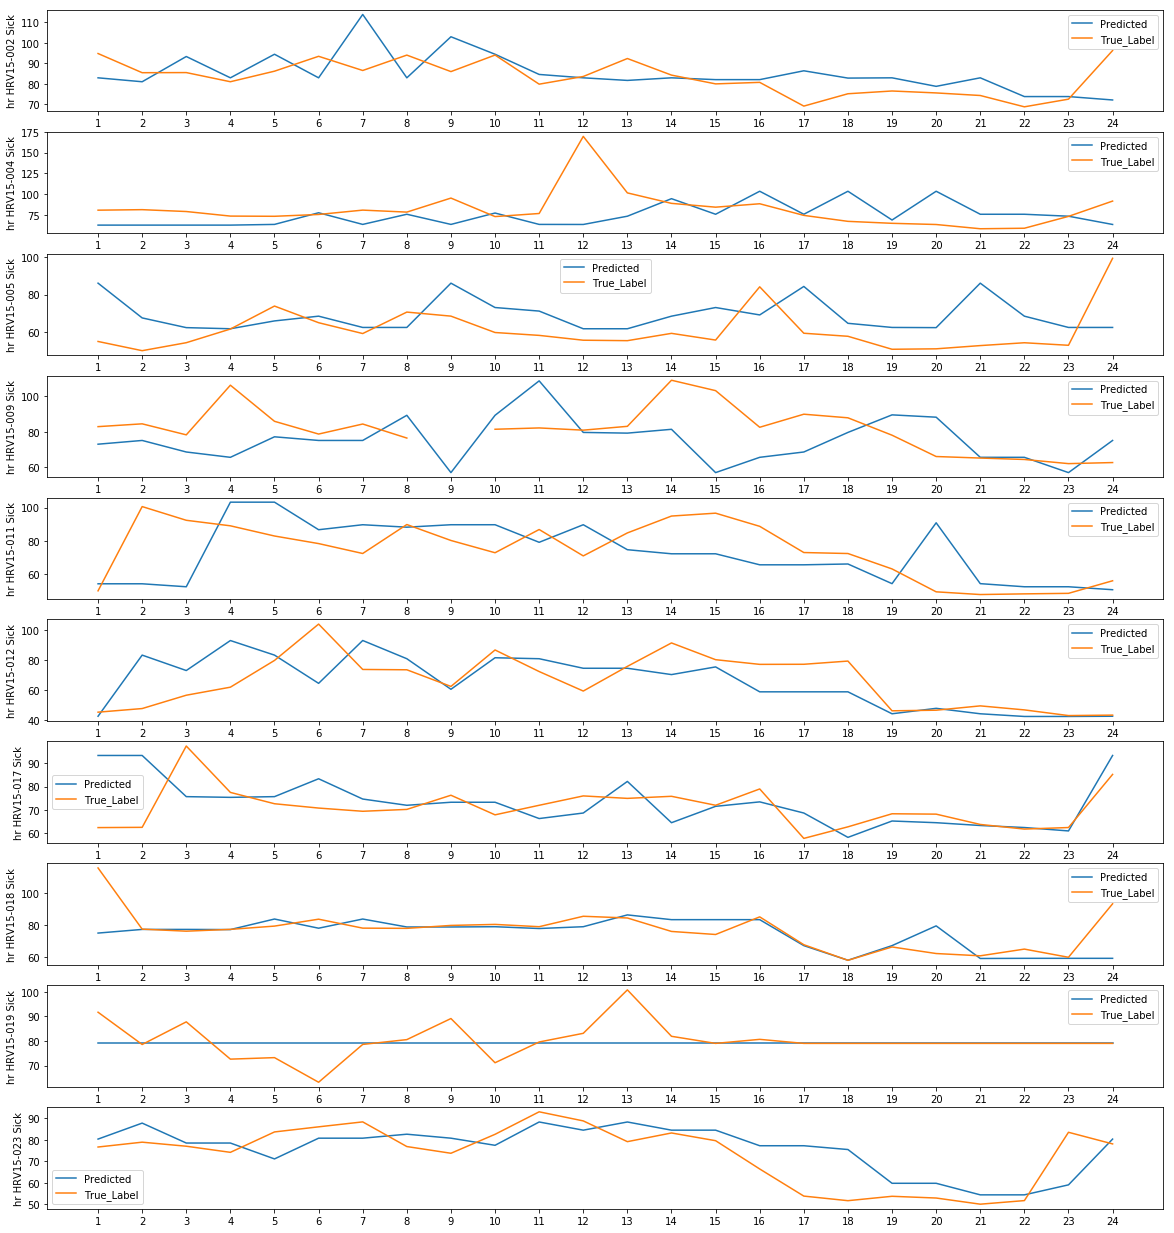 hr HRV15-002 Sick
110
100
90
80
70
Predicted
True_Label
1 2 3 4 5 6 7 8 9 10 11 12 13 14 15 16 17 18 19 20 21 22 23 24
hr HRV15-004 Sick
175
150
125
100
75
Predicted
True_Label
1 2 3 4 5 6 7 8 9 10 11 12 13 14 15 16 17 18 19 20 21 22 23 24
hr HRV15-005 Sick
100
80
60
Predicted
True_Label
1 2 3 4 5 6 7 8 9 10 11 12 13 14 15 16 17 18 19 20 21 22 23 24
hr HRV15-009 Sick
100
80
60
Predicted
True_Label
1 2 3 4 5 6 7 8 9 10 11 12 13 14 15 16 17 18 19 20 21 22 23 24
hr HRV15-011 Sick
100
80
60
Predicted
True_Label
1 2 3 4 5 6 7 8 9 10 11 12 13 14 15 16 17 18 19 20 21 22 23 24
hr HRV15-012 Sick
100
80
60
40
Predicted
True_Label
1 2 3 4 5 6 7 8 9 10 11 12 13 14 15 16 17 18 19 20 21 22 23 24
hr HRV15-017 Sick
90
80
70
60
Predicted
True_Label
1 2 3 4 5 6 7 8 9 10 11 12 13 14 15 16 17 18 19 20 21 22 23 24
hr HRV15-018 Sick
100
80
60
Predicted
True_Label
1 2 3 4 5 6 7 8 9 10 11 12 13 14 15 16 17 18 19 20 21 22 23 24
hr HRV15-019 Sick
100
90
80
70
Predicted
True_Label
1 2 3 4 5 6 7 8 9 10 11 12 13 14 15 16 17 18 19 20 21 22 23 24
hr HRV15-023 Sick
90
80
70
60
50
Predicted
True_Label
1 2 3 4 5 6 7 8 9 10 11 12 13 14 15 16 17 18 19 20 21 22 23 24